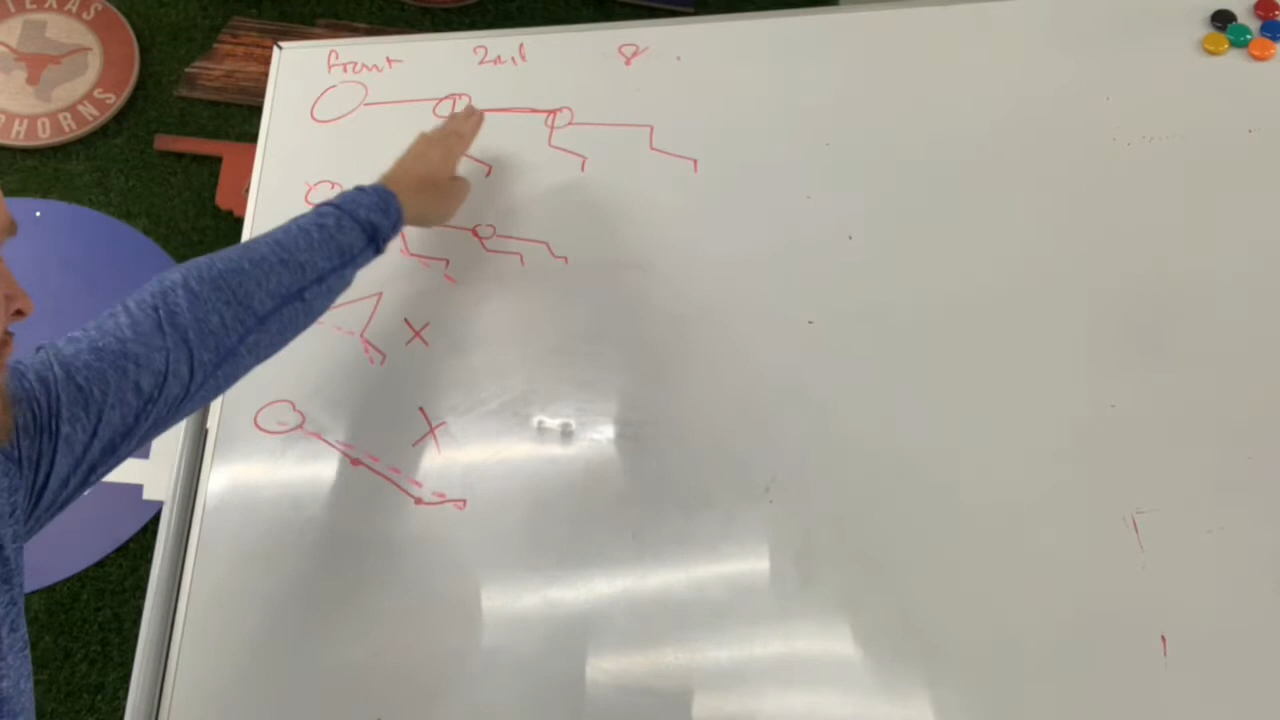 TEXAS
HORNS
front 2nd 8
X
X